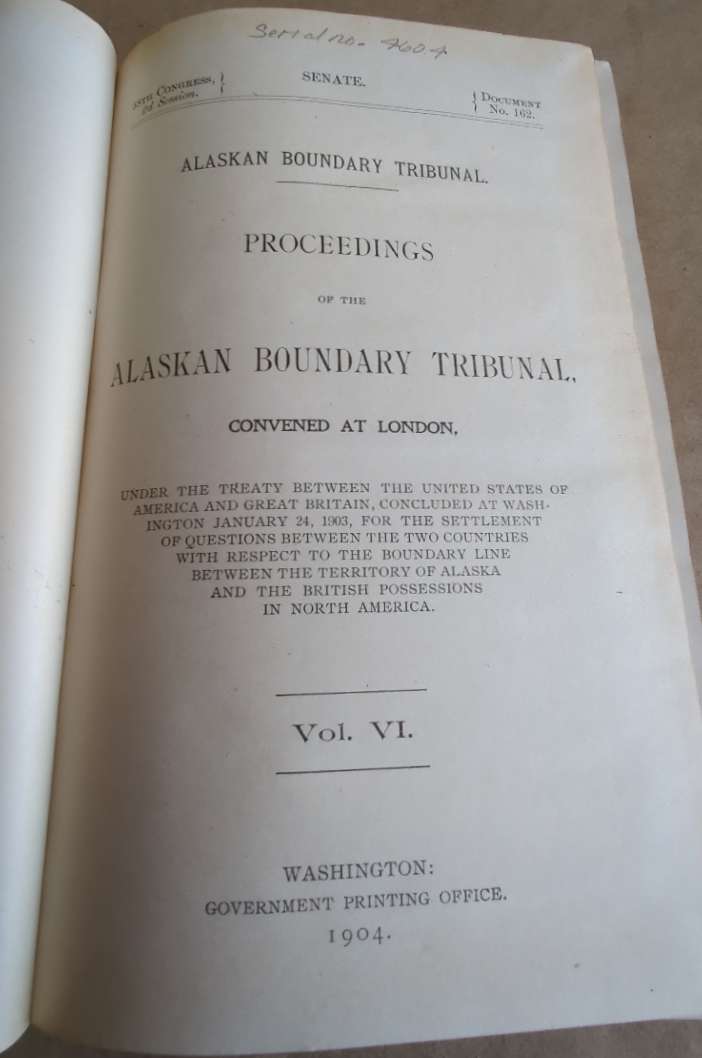 Serial no. 4604
58TH CONGRESS, } SENATE. { DOCUMENT
2d Session. } { No. 162.
ALASKAN BOUNDARY TRIBUNAL.
PROCEEDINGS
OF THE
ALASKAN BOUNDARY TRIBUNAL,
CONVENED AT LONDON,
UNDER THE TREATY BETWEEN THE UNITED STATES OF
AMERICA AND GREAT BRITAIN, CONCLUDED AT WASH-
INGTON JANUARY 24, 1903, FOR THE SETTLEMENT
OF QUESTIONS BETWEEN THE TWO COUNTRIES
WITH RESPECT TO THE BOUNDARY LINE
BETWEEN THE TERRITORY OF ALASKA
AND THE BRITISH POSSESSIONS
IN NORTH AMERICA.
Vol. VI.
WASHINGTON:
GOVERNMENT PRINTING OFFICE.
1904.